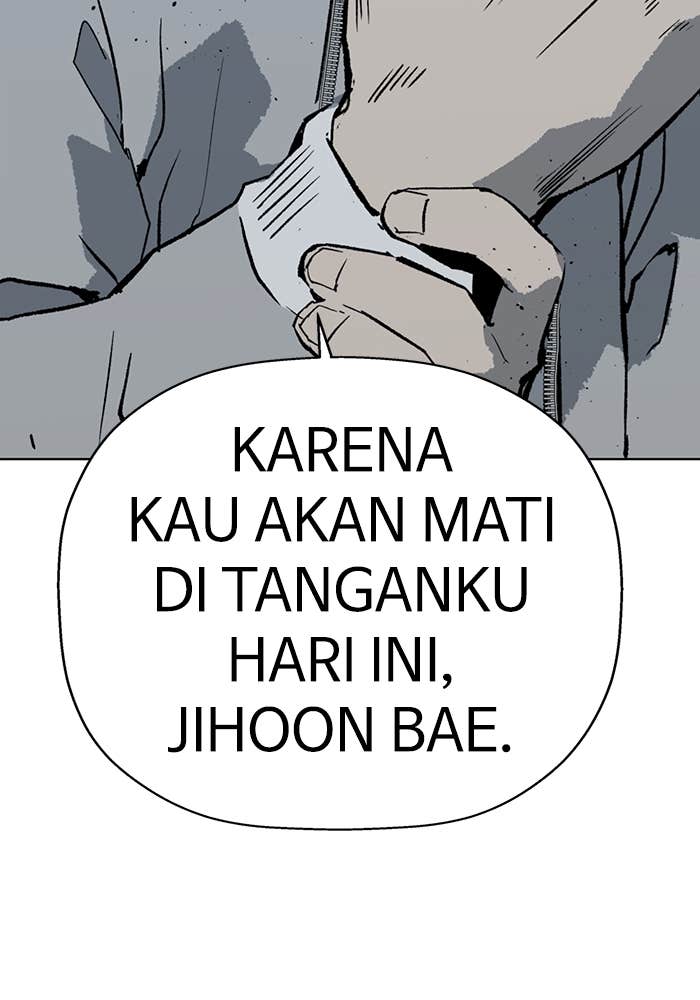 KARENA
KAU AKAN MATI
DI TANGANKU
HARI INI,
JIHOON BAE.